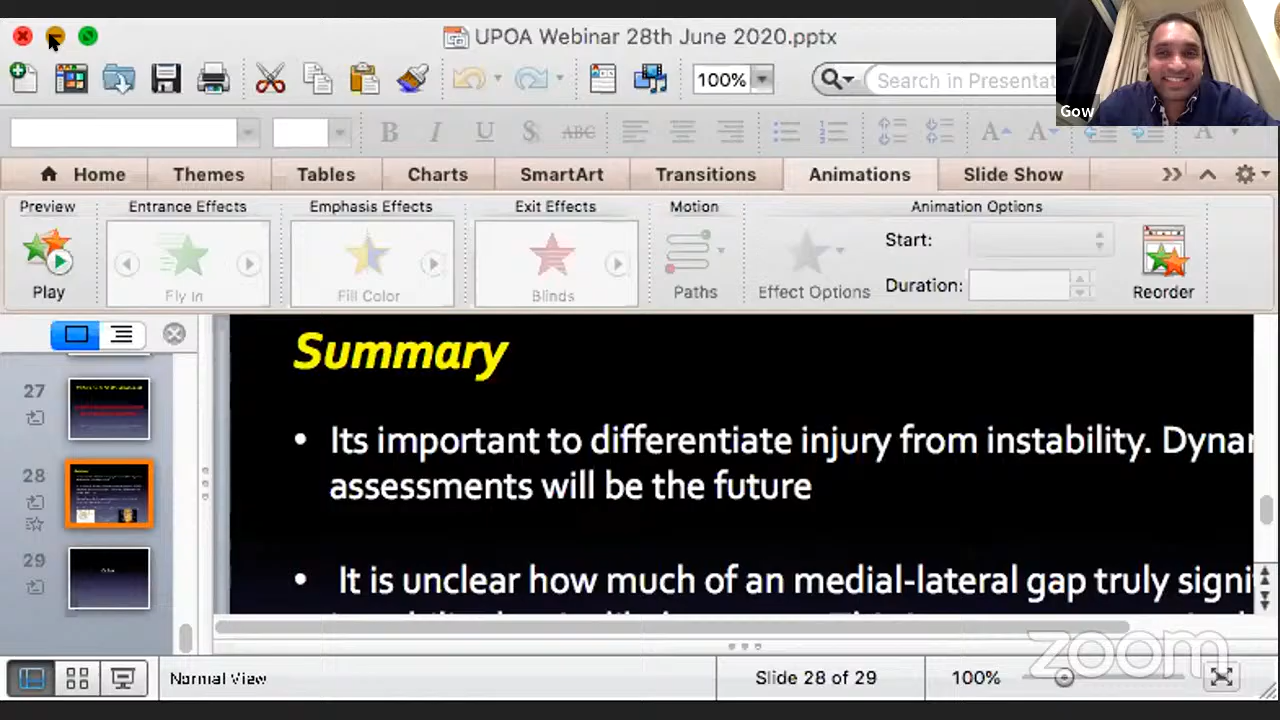 UPOA Webinar 28th June 2020.pptx
100%
Search in Presentat
Gow
B I U S ABC A A A
Home Themes Tables Charts SmartArt Transitions Animations Slide Show
Preview Entrance Effects Emphasis Effects Exit Effects Motion Animation Options
Start:
Duration:
Play Fly In Fill Color Blinds Paths Effect Options Reorder
27
28
29
Summary
• Its important to differentiate injury from instability. Dynar
assessments will be the future
• It is unclear how much of an medial-lateral gap truly signi
zoom
Normal View Slide 28 of 29 100%